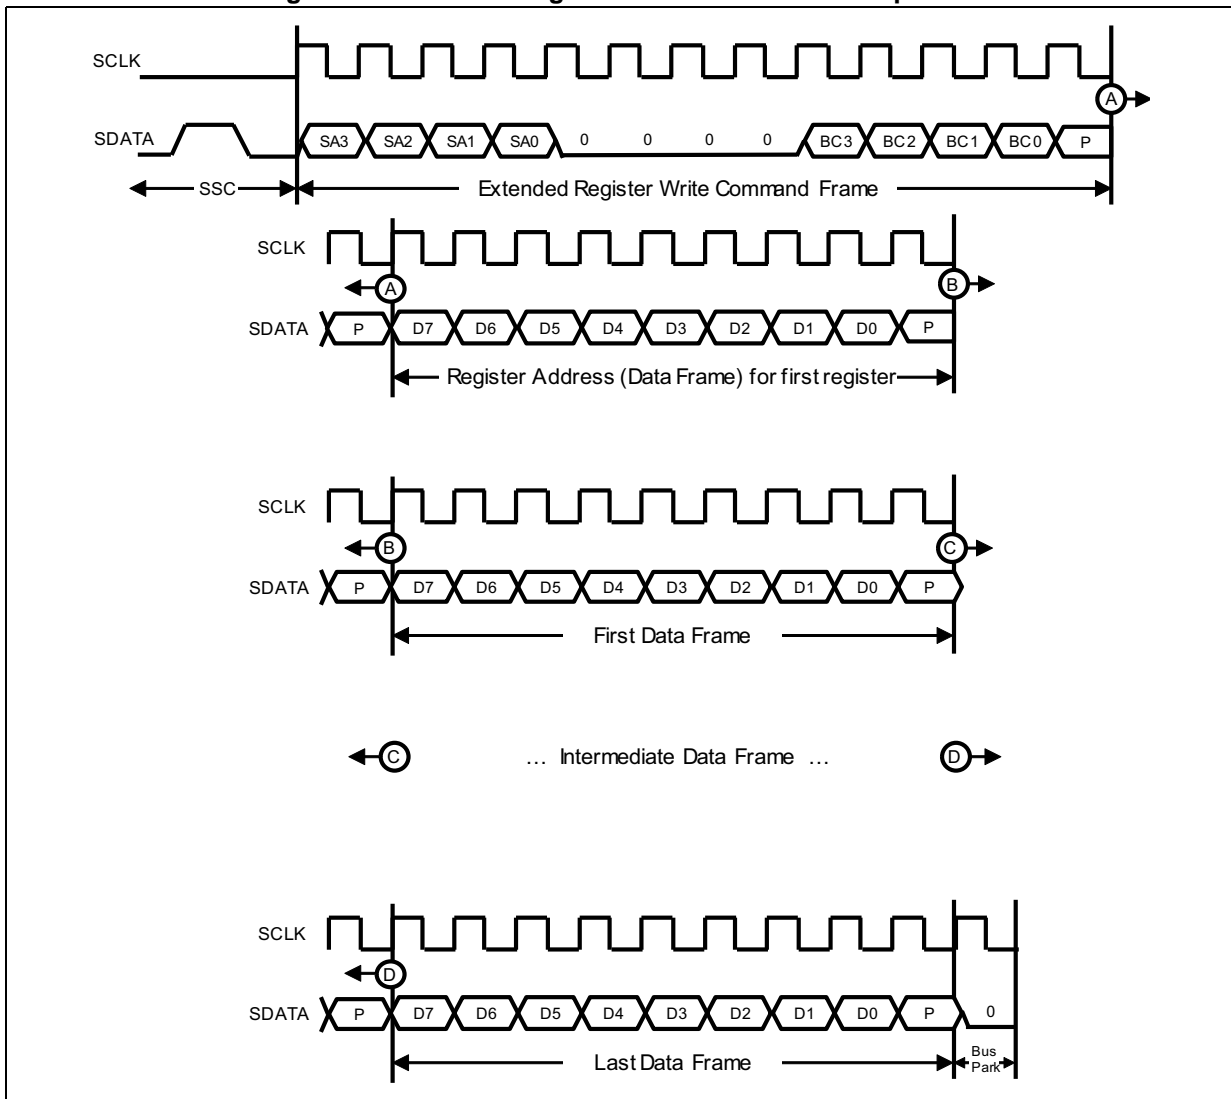 SCLK
A
SDATA SA3 SA2 SA1 SA0 0 0 0 0 BC3 BC2 BC1 BC0 P
SSC Extended Register Write Command Frame
SCLK
A B
SDATA P D7 D6 D5 D4 D3 D2 D1 D0 P
Register Address (Data Frame) for first register
SCLK
B C
SDATA P D7 D6 D5 D4 D3 D2 D1 D0 P
First Data Frame
C ... Intermediate Data Frame ... D
SCLK
D
SDATA P D7 D6 D5 D4 D3 D2 D1 D0 P 0
Last Data Frame
Bus
Park